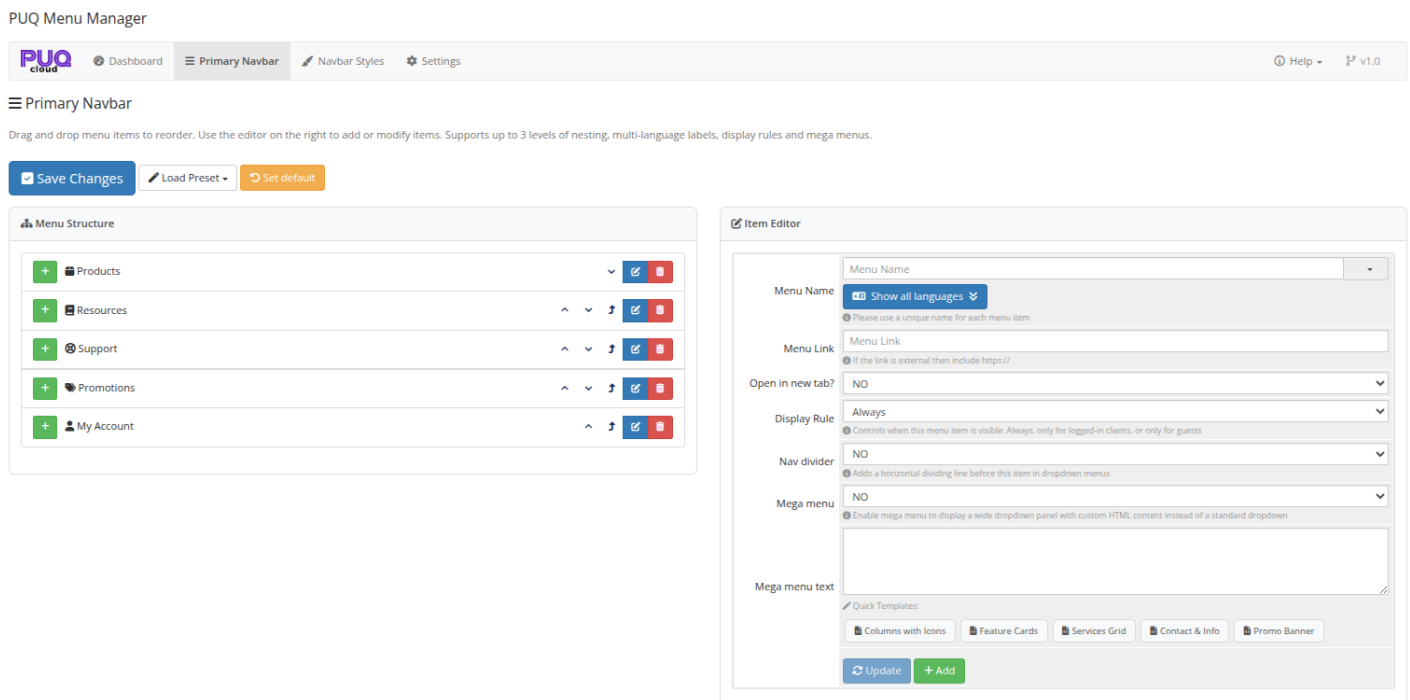 PUQ Menu Manager
PUQ cloud
Dashboard
Primary Navbar
Navbar Styles
Settings
Help
v1.0
Primary Navbar
Drag and drop menu items to reorder. Use the editor on the right to add or modify items. Supports up to 3 levels of nesting, multi-language labels, display rules and mega menus.
Save Changes
Load Preset
Set default
Menu Structure
Products
Resources
Support
Promotions
My Account
Item Editor
Menu Name
Menu Name
Show all languages
Please use a unique name for each menu item
Menu Link
Menu Link
If the link is external then include https://
Open in new tab?
NO
Display Rule
Always
Controls when this menu item is visible: Always, only for logged-in clients, or only for guests
Nav divider
NO
Adds a horizontal dividing line before this item in dropdown menus
Mega menu
NO
Enable mega menu to display a wide dropdown panel with custom HTML content instead of a standard dropdown
Mega menu text
Quick Templates:
Columns with Icons
Feature Cards
Services Grid
Contact & Info
Promo Banner
Update
+ Add